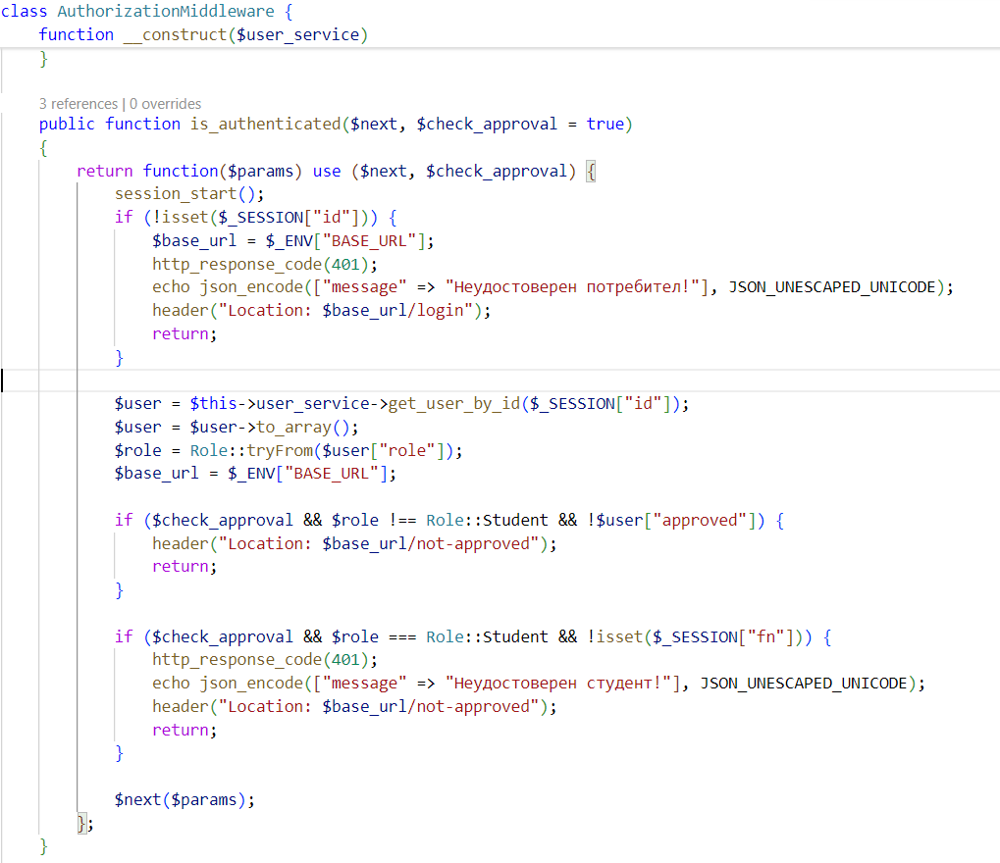 class AuthorizationMiddleware {
    function __construct($user_service)
    }
    3 references | 0 overrides
    public function is_authenticated($next, $check_approval = true)
    {
        return function($params) use ($next, $check_approval) {
            session_start();
            if (!isset($_SESSION["id"])) {
                $base_url = $_ENV["BASE_URL"];
                http_response_code(401);
                echo json_encode(["message" => "Неудостоверен потребител!"], JSON_UNESCAPED_UNICODE);
                header("Location: $base_url/login");
                return;
            }
            $user = $this->user_service->get_user_by_id($_SESSION["id"]);
            $user = $user->to_array();
            $role = Role::tryFrom($user["role"]);
            $base_url = $_ENV["BASE_URL"];
            if ($check_approval && $role !== Role::Student && !$user["approved"]) {
                header("Location: $base_url/not-approved");
                return;
            }
            if ($check_approval && $role === Role::Student && !isset($_SESSION["fn"])) {
                http_response_code(401);
                echo json_encode(["message" => "Неудостоверен студент!"], JSON_UNESCAPED_UNICODE);
                header("Location: $base_url/not-approved");
                return;
            }
            $next($params);
        };
    }